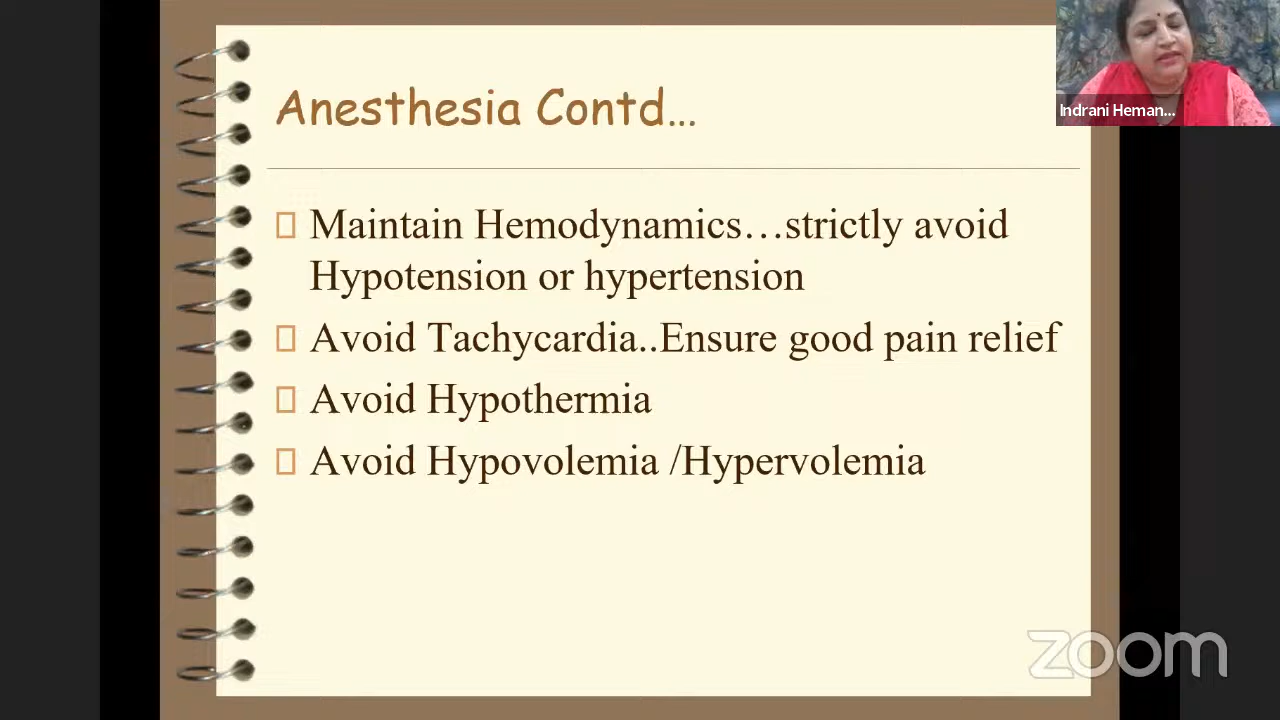 Anesthesia Contd…
Indrani Heman...
Maintain Hemodynamics…strictly avoid
Hypotension or hypertension
Avoid Tachycardia..Ensure good pain relief
Avoid Hypothermia
Avoid Hypovolemia /Hypervolemia
zoom